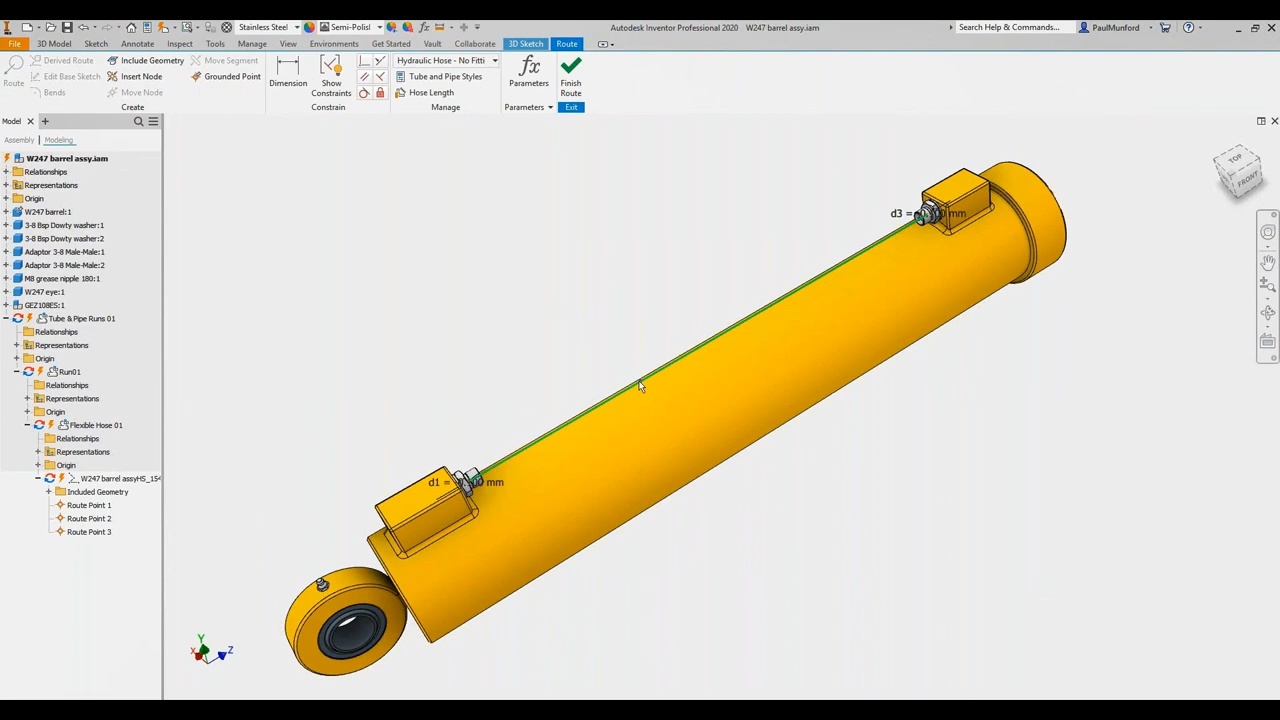 PRO
Stainless Steel
Semi-Polisl
Autodesk Inventor Professional 2020 W247 barrel assy.iam
Search Help & Commands...
PaulMunford
File 3D Model Sketch Annotate Inspect Tools Manage View Environments Get Started Vault Collaborate 3D Sketch Route
Derived Route Include Geometry Move Segment
Edit Base Sketch Insert Node Grounded Point
Bends Move Node
Route
Create
Dimension
Show
Constraints
Constrain
Hydraulic Hose - No Fitti
Tube and Pipe Styles
Hose Length
Manage
fx
Parameters
Parameters
Finish
Route
Exit
Model
Assembly Modeling
W247 barrel assy.iam
Relationships
Representations
Origin
W247 barrel:1
3-8 Bsp Dowty washer:1
3-8 Bsp Dowty washer:2
Adaptor 3-8 Male-Male:1
Adaptor 3-8 Male-Male:2
M8 grease nipple 180:1
W247 eye:1
GEZ108ES:1
Tube & Pipe Runs 01
Relationships
Representations
Origin
Run01
Relationships
Representations
Origin
Flexible Hose 01
Relationships
Representations
Origin
W247 barrel assyHS_154
Included Geometry
Route Point 1
Route Point 2
Route Point 3
TOP
FRONT
d3 = mm
d1 = mm
Y
X
Z